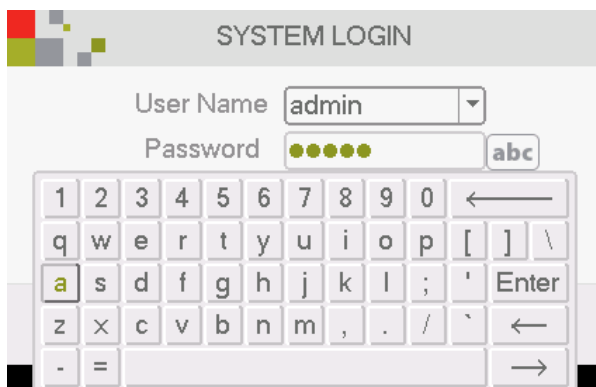 SYSTEM LOGIN
User Name admin
Password ●●●●● abc
1 2 3 4 5 6 7 8 9 0 ←
q w e r t y u i o p [ ] \
a s d f g h j k l ; ' Enter
z x c v b n m , . / ` ←
- = →